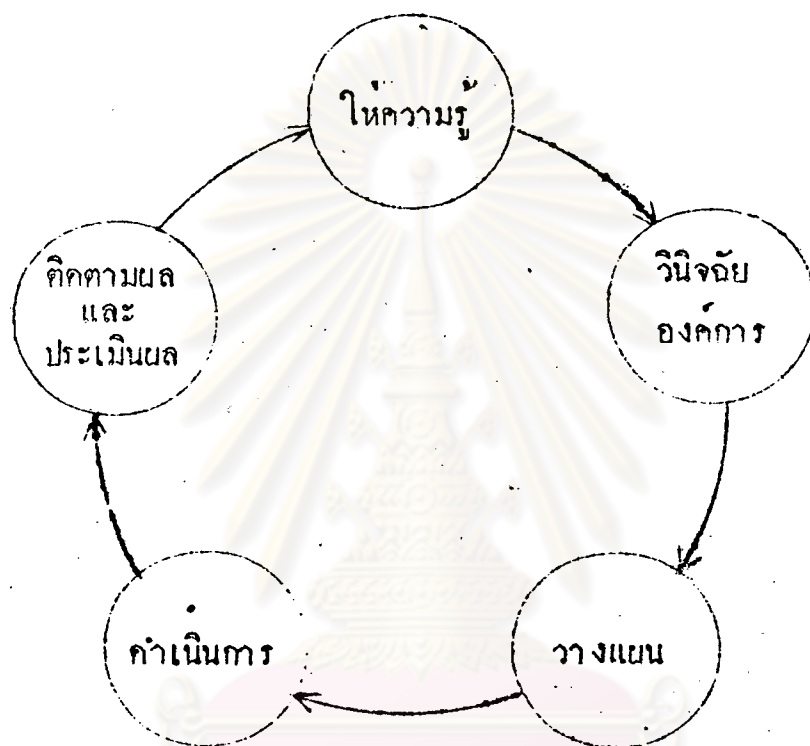 ให้ความรู้
วินิจฉัย
องค์การ
วางแผน
ดำเนินการ
ติดตามผล
และ
ประเมินผล